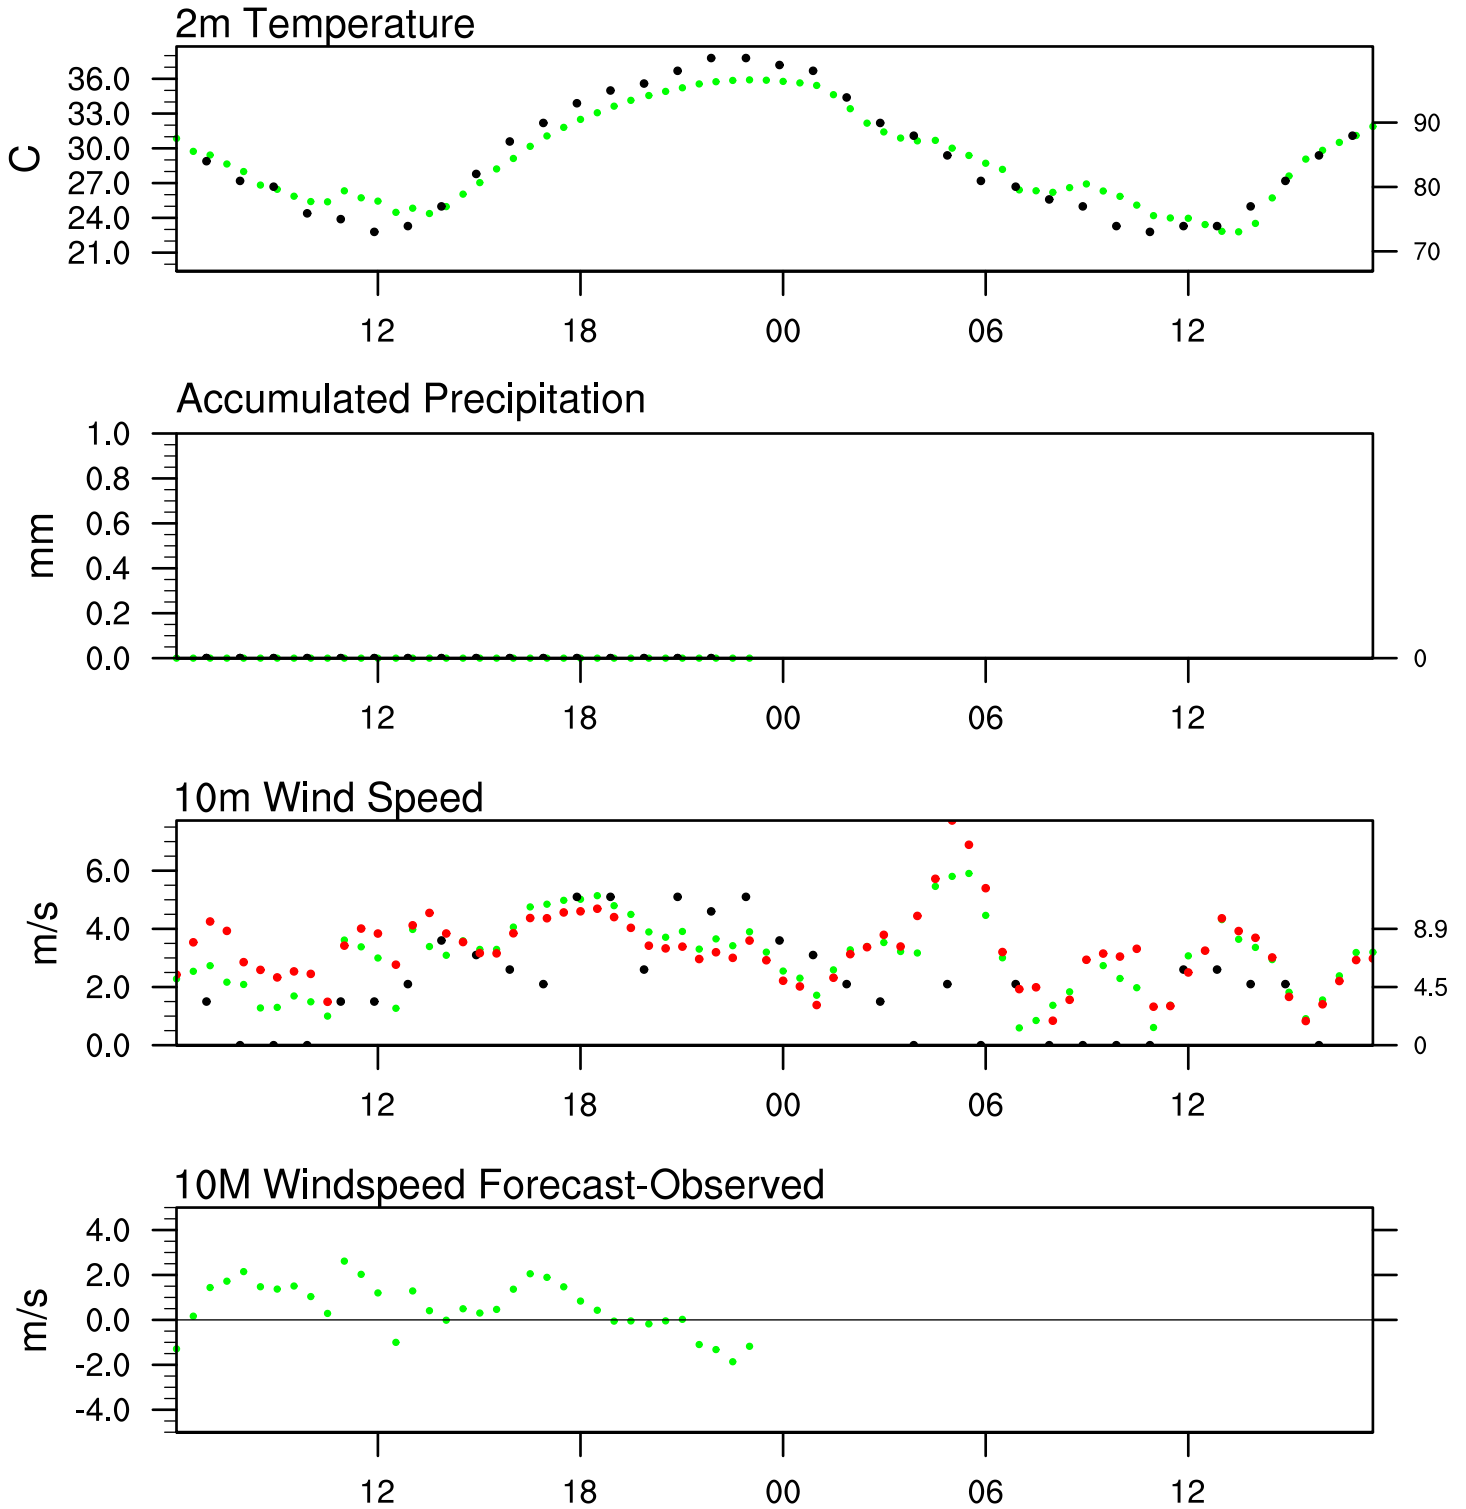 2m Temperature
36.0
33.0
30.0
27.0
24.0
21.0
C
90
80
70
12 18 00 06 12
Accumulated Precipitation
1.0
0.8
0.6
0.4
0.2
0.0
mm
0
12 18 00 06 12
10m Wind Speed
6.0
4.0
2.0
0.0
m/s
8.9
4.5
0
12 18 00 06 12
10M Windspeed Forecast-Observed
4.0
2.0
0.0
-2.0
-4.0
m/s
12 18 00 06 12